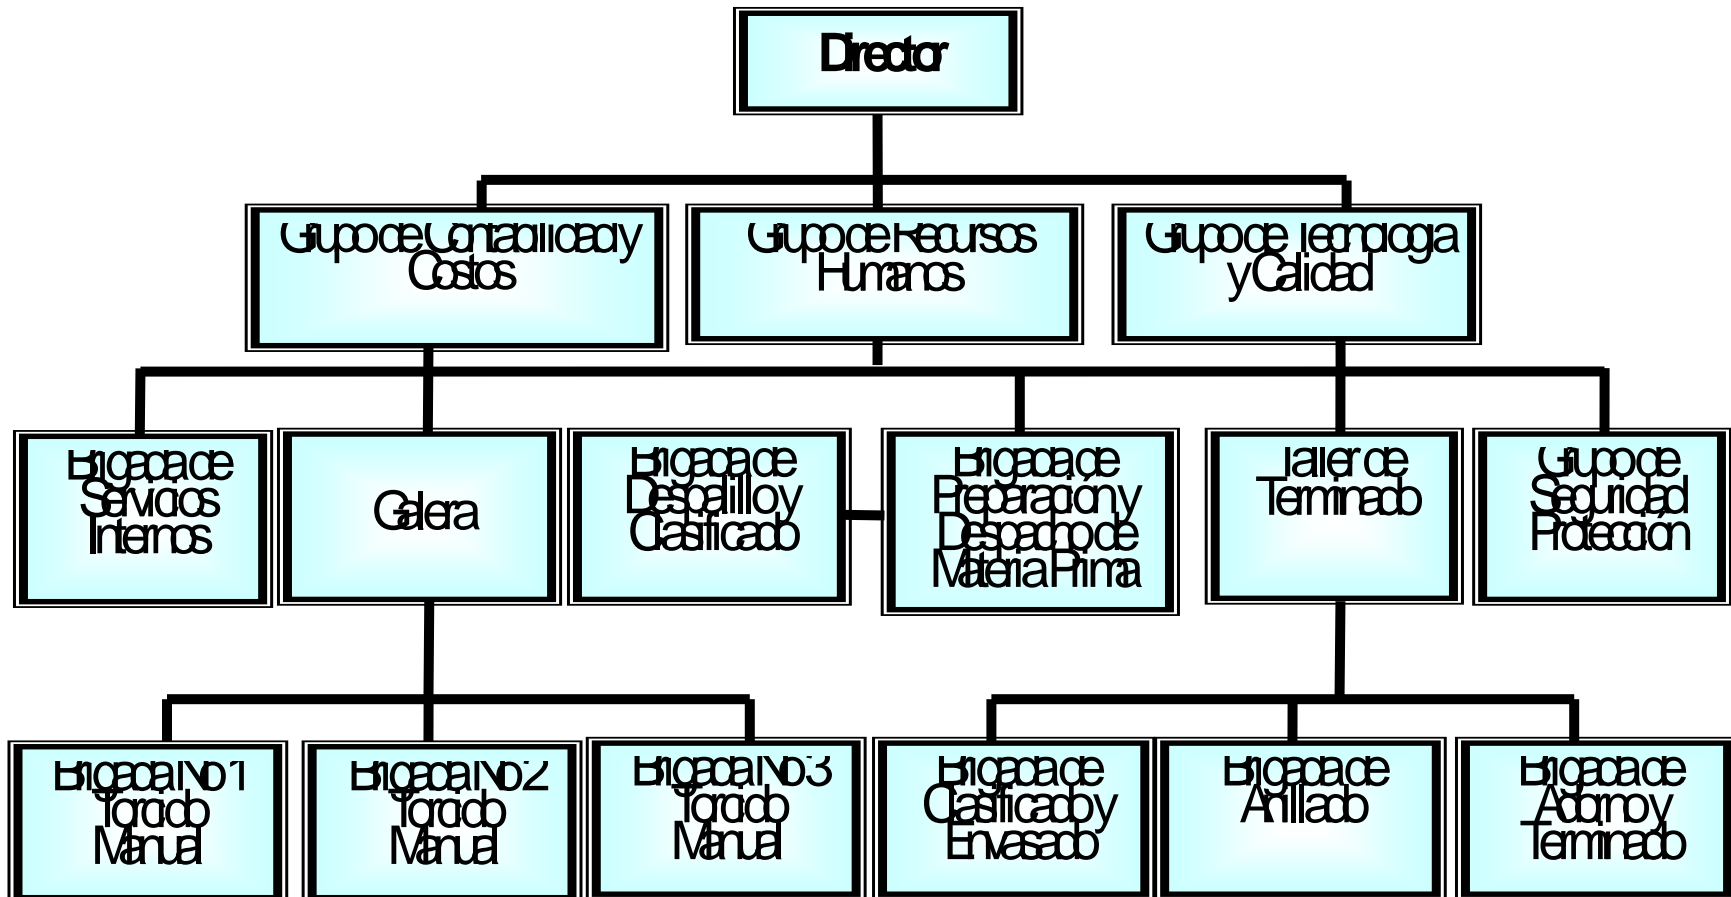 Director
Grupo de Contabilidad y
Costos
Grupo de Recursos
Humanos
Grupo de Tecnología
y Calidad
Brigada de
Servicios
Internos
Galera
Brigada de
Despalillo y
Clasificado
Brigada de
Preparación y
Despacho de
Materia Prima
Taller de
Terminado
Grupo de
Seguridad
Protección
Brigada No 1
Torcido
Manual
Brigada No 2
Torcido
Manual
Brigada No 3
Torcido
Manual
Brigada de
Clasificado y
Envasado
Brigada de
Anillado
Brigada de
Adorno y
Terminado